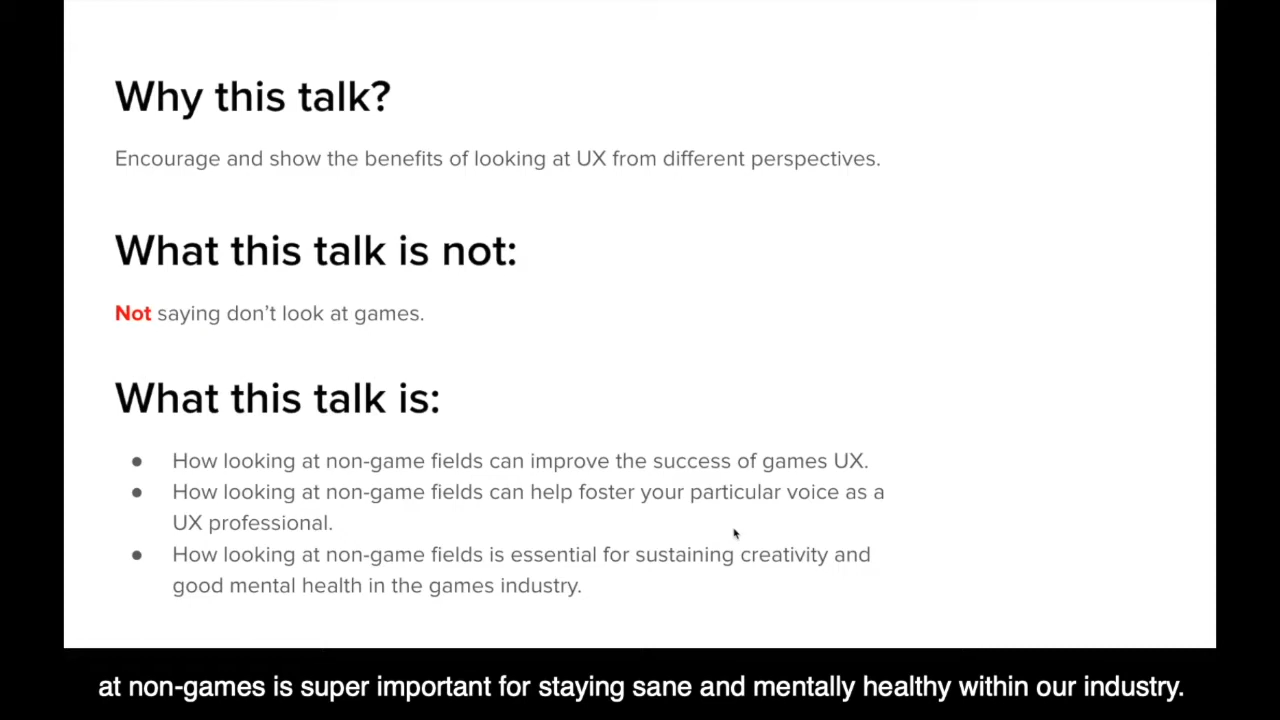 Why this talk?
Encourage and show the benefits of looking at UX from different perspectives.
What this talk is not:
Not saying don’t look at games.
What this talk is:
● How looking at non-game fields can improve the success of games UX.
● How looking at non-game fields can help foster your particular voice as a
UX professional.
● How looking at non-game fields is essential for sustaining creativity and
good mental health in the games industry.
at non-games is super important for staying sane and mentally healthy within our industry.